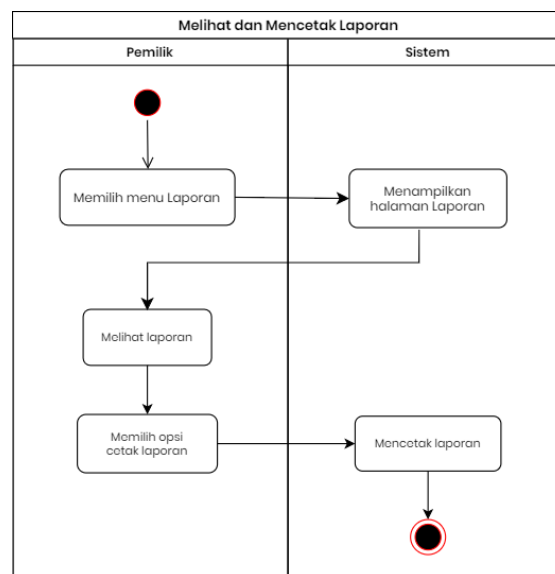 Melihat dan Mencetak Laporan
Pemilik
Sistem
Memilih menu Laporan
Menampilkan
halaman Laporan
Melihat laporan
Memilih opsi
cetak laporan
Mencetak laporan